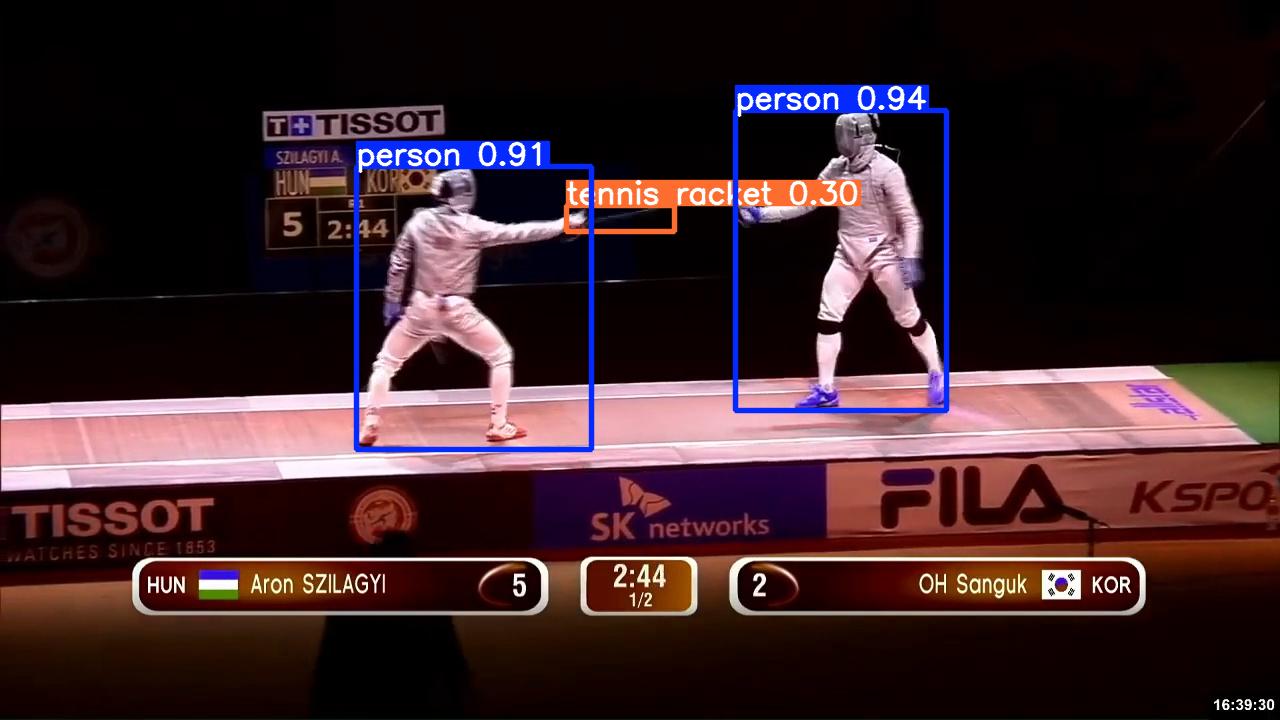 person 0.94
TISSOT
person 0.91
SZILAGYI A.
HUN KOR
tennis racket 0.30
5 2:44
TISSOT
WATCHES SINCE 1853
SK networks
FILA
KSPO
HUN Aron SZILAGYI 5
2:44
1/2
2 OH Sanguk KOR
16:39:30